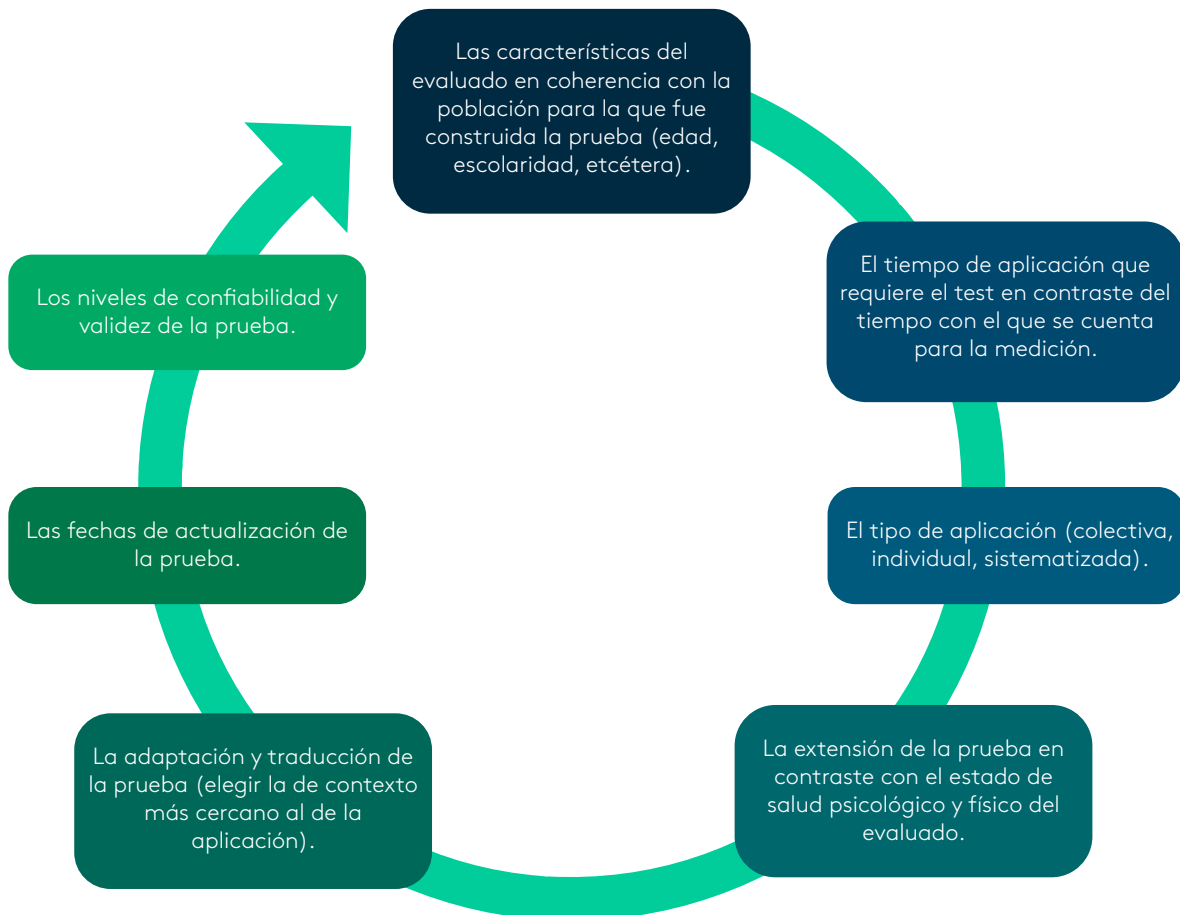 Las características del
evaluado en coherencia con la
población para la que fue
construida la prueba (edad,
escolaridad, etcétera).
El tiempo de aplicación que
requiere el test en contraste del
tiempo con el que se cuenta
para la medición.
El tipo de aplicación (colectiva,
individual, sistematizada).
La extensión de la prueba en
contraste con el estado de
salud psicológico y físico del
evaluado.
La adaptación y traducción de
la prueba (elegir la de contexto
más cercano al de la
aplicación).
Las fechas de actualización de
la prueba.
Los niveles de confiabilidad y
validez de la prueba.